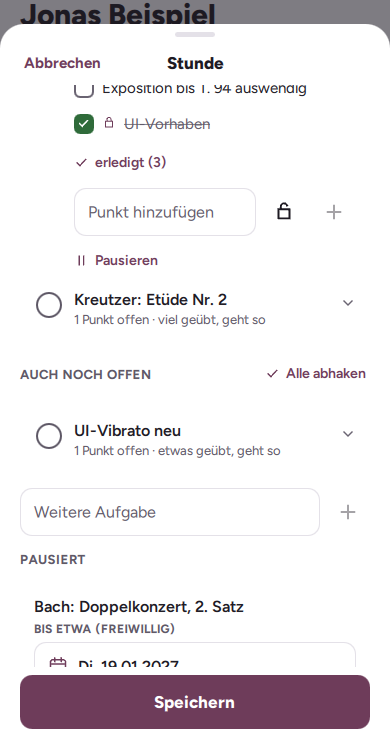 Jonas Beispiel
Abbrechen
Stunde
Exposition bis T. 94 auswendig
UI-Vorhaben
erledigt (3)
Punkt hinzufügen
Pausieren
Kreutzer: Etüde Nr. 2
1 Punkt offen · viel geübt, geht so
AUCH NOCH OFFEN
Alle abhaken
UI-Vibrato neu
1 Punkt offen · etwas geübt, geht so
Weitere Aufgabe
PAUSIERT
Bach: Doppelkonzert, 2. Satz
BIS ETWA (FREIWILLIG)
Di. 19.01.2027
Speichern